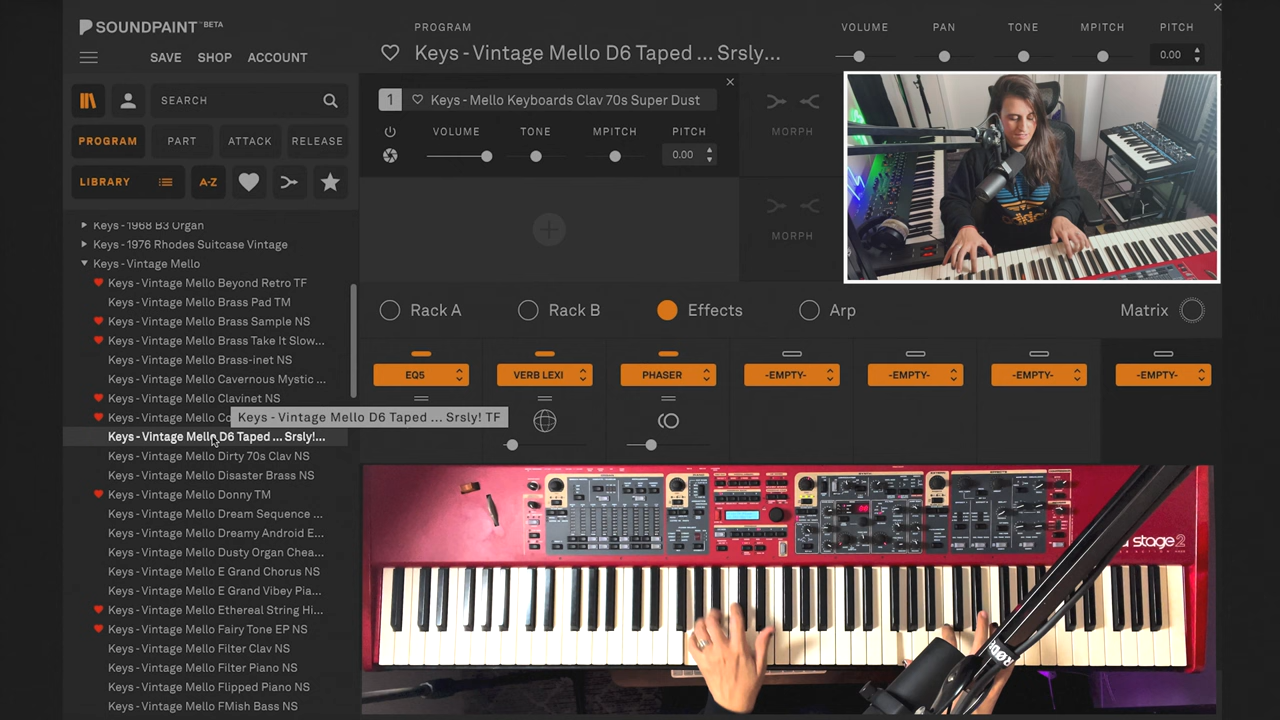 SOUNDPAINT™ BETA
SAVE SHOP ACCOUNT
SEARCH
PROGRAM PART ATTACK RELEASE
LIBRARY A-Z
Keys - 1968 B3 Organ
Keys - 1976 Rhodes Suitcase Vintage
Keys - Vintage Mello
Keys - Vintage Mello Beyond Retro TF
Keys - Vintage Mello Brass Pad TM
Keys - Vintage Mello Brass Sample NS
Keys - Vintage Mello Brass Take It Slow...
Keys - Vintage Mello Brass-inet NS
Keys - Vintage Mello Cavernous Mystic ...
Keys - Vintage Mello Clavinet NS
Keys - Vintage Mello Co
Keys - Vintage Mello D6 Taped ... Srsly! TF
Keys - Vintage Mello D6 Taped ... Srsly!...
Keys - Vintage Mello Dirty 70s Clav NS
Keys - Vintage Mello Disaster Brass NS
Keys - Vintage Mello Donny TM
Keys - Vintage Mello Dream Sequence ...
Keys - Vintage Mello Dreamy Android E...
Keys - Vintage Mello Dusty Organ Chea...
Keys - Vintage Mello E Grand Chorus NS
Keys - Vintage Mello E Grand Vibey Pia...
Keys - Vintage Mello Ethereal String Hi...
Keys - Vintage Mello Fairy Tone EP NS
Keys - Vintage Mello Filter Clav NS
Keys - Vintage Mello Filter Piano NS
Keys - Vintage Mello Flipped Piano NS
Keys - Vintage Mello FMish Bass NS
PROGRAM
Keys - Vintage Mello D6 Taped ... Srsly...
VOLUME PAN TONE MPITCH PITCH
0.00
1 Keys - Mello Keyboards Clav 70s Super Dust
VOLUME TONE MPITCH PITCH
0.00
MORPH
MORPH
Rack A Rack B Effects Arp Matrix
EQ5 VERB LEXI PHASER -EMPTY- -EMPTY- -EMPTY- -EMPTY-
stage 2
RØDE